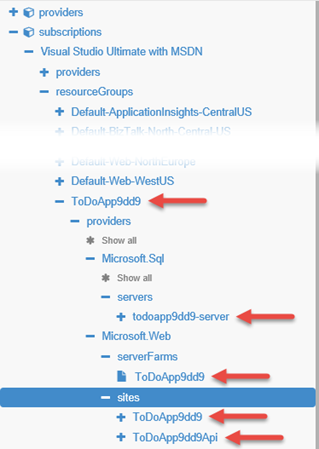 providers
subscriptions
Visual Studio Ultimate with MSDN
providers
resourceGroups
Default-ApplicationInsights-CentralUS
Default-BizTalk-North-Central-US
Default-Web-NorthEurope
Default-Web-WestUS
ToDoApp9dd9
providers
Show all
Microsoft.Sql
Show all
servers
todoapp9dd9-server
Microsoft.Web
serverFarms
ToDoApp9dd9
sites
ToDoApp9dd9
ToDoApp9dd9Api